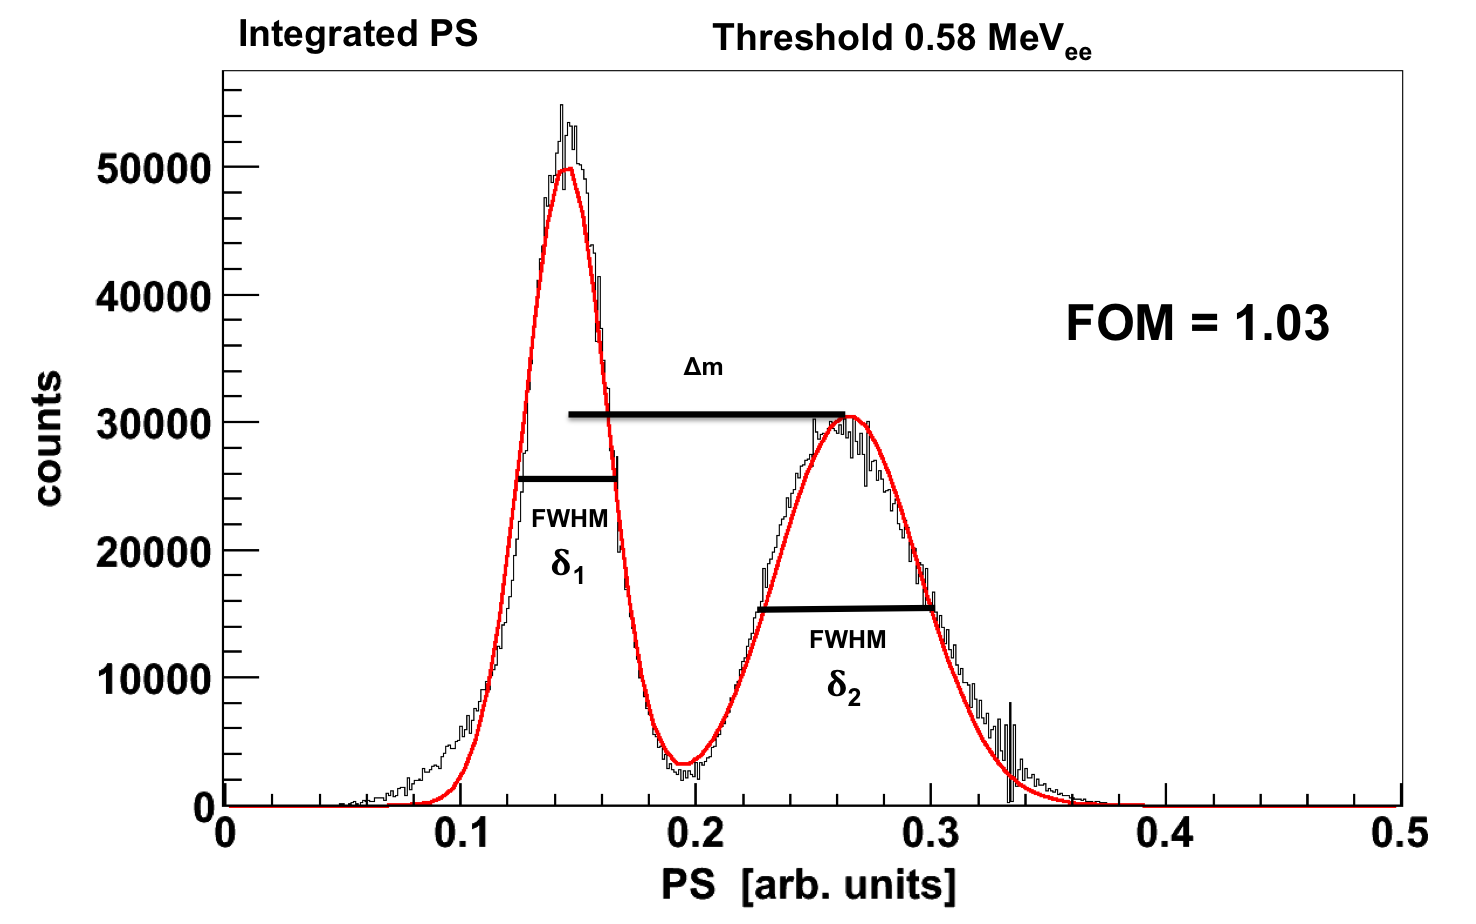 Integrated PS
Threshold 0.58 MeVee
50000
40000
30000
20000
10000
0
counts
Δm
FOM = 1.03
FWHM
δ1
FWHM
δ2
0 0.1 0.2 0.3 0.4 0.5
PS [arb. units]